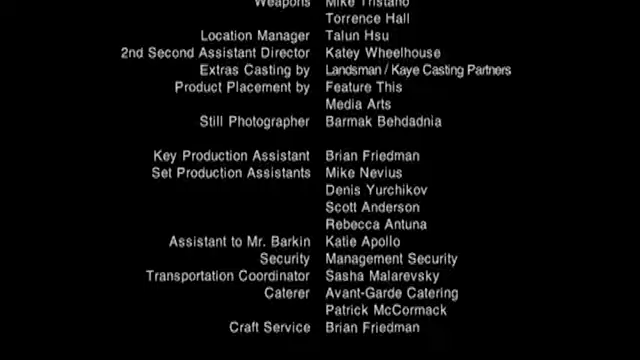 Weapons Mike Tristano
Torrence Hall
Location Manager Talun Hsu
2nd Second Assistant Director Katey Wheelhouse
Extras Casting by Landsman / Kaye Casting Partners
Product Placement by Feature This
Media Arts
Still Photographer Barmak Behdadnia
Key Production Assistant Brian Friedman
Set Production Assistants Mike Nevius
Denis Yurchikov
Scott Anderson
Rebecca Antuna
Assistant to Mr. Barkin Katie Apollo
Security Management Security
Transportation Coordinator Sasha Malarevsky
Caterer Avant-Garde Catering
Patrick McCormack
Craft Service Brian Friedman